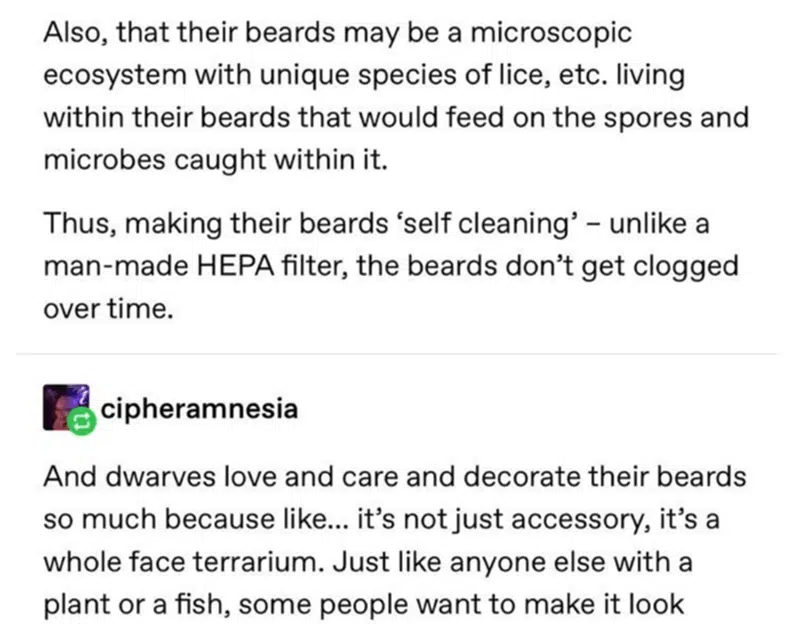 Also, that their beards may be a microscopic
ecosystem with unique species of lice, etc. living
within their beards that would feed on the spores and
microbes caught within it.
Thus, making their beards ‘self cleaning’ – unlike a
man-made HEPA filter, the beards don’t get clogged
over time.
cipheramnesia
And dwarves love and care and decorate their beards
so much because like... it’s not just accessory, it’s a
whole face terrarium. Just like anyone else with a
plant or a fish, some people want to make it look